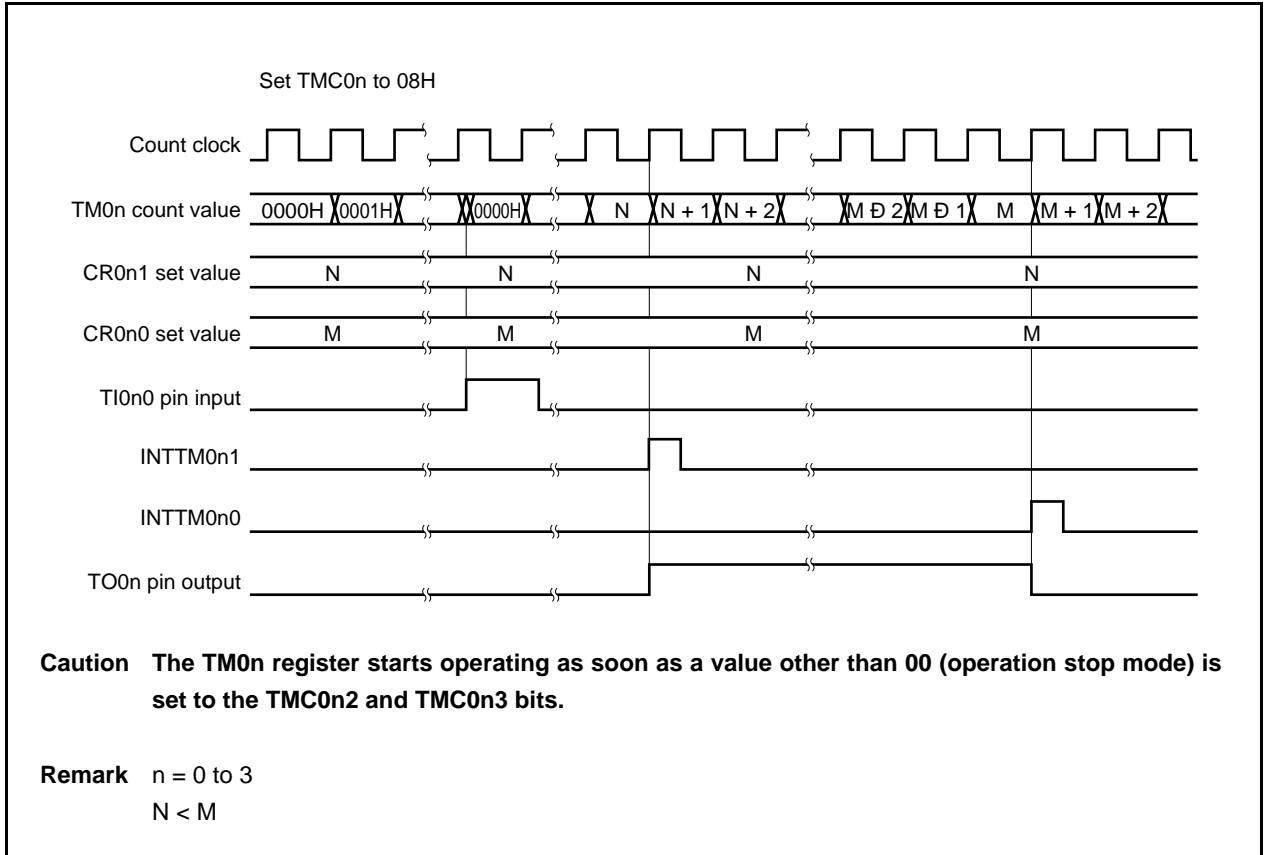 Set TMC0n to 08H
Count clock
TM0n count value 0000H 0001H 0000H N N + 1 N + 2 M Ð 2 M Ð 1 M M + 1 M + 2
CR0n1 set value N N N N
CR0n0 set value M M M M
TI0n0 pin input
INTTM0n1
INTTM0n0
TO0n pin output
Caution The TM0n register starts operating as soon as a value other than 00 (operation stop mode) is
set to the TMC0n2 and TMC0n3 bits.
Remark n = 0 to 3
N < M